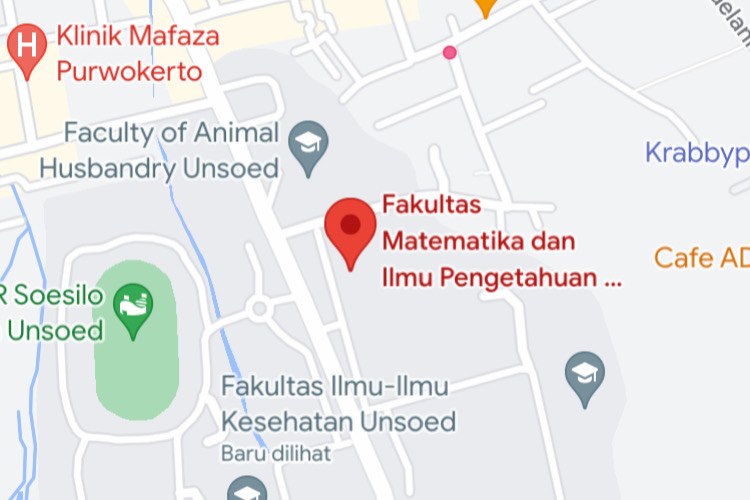 Klinik Mafaza
Purwokerto
H
Faculty of Animal
Husbandry Unsoed
Krabbyp
Fakultas
Matematika dan
Ilmu Pengetahuan ...
Cafe AD
R Soesilo
Unsoed
Fakultas Ilmu-Ilmu
Kesehatan Unsoed
Baru dilihat